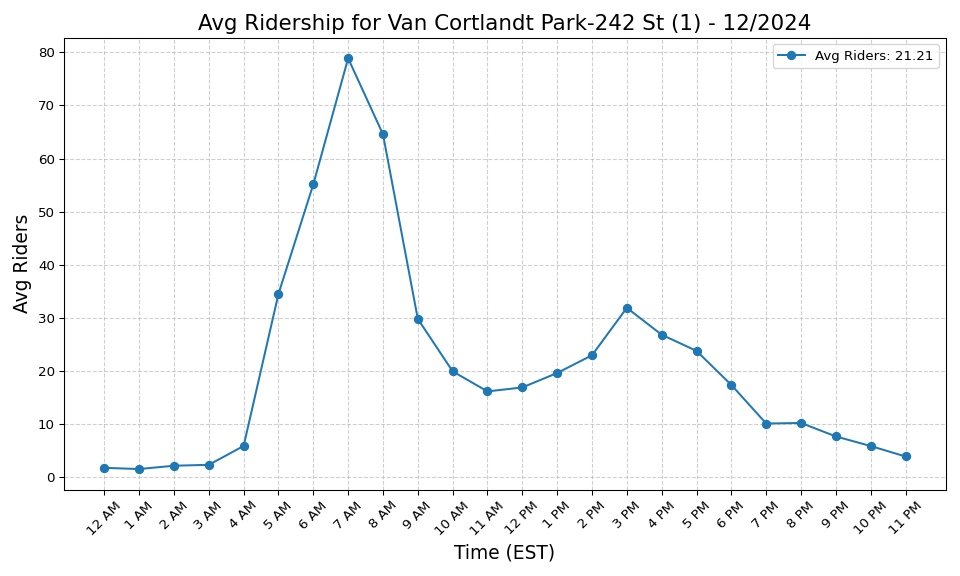 Avg Ridership for Van Cortlandt Park-242 St (1) - 12/2024
Avg Riders: 21.21
Avg Riders
80
70
60
50
40
30
20
10
0
12 AM
1 AM
2 AM
3 AM
4 AM
5 AM
6 AM
7 AM
8 AM
9 AM
10 AM
11 AM
12 PM
1 PM
2 PM
3 PM
4 PM
5 PM
6 PM
7 PM
8 PM
9 PM
10 PM
11 PM
Time (EST)